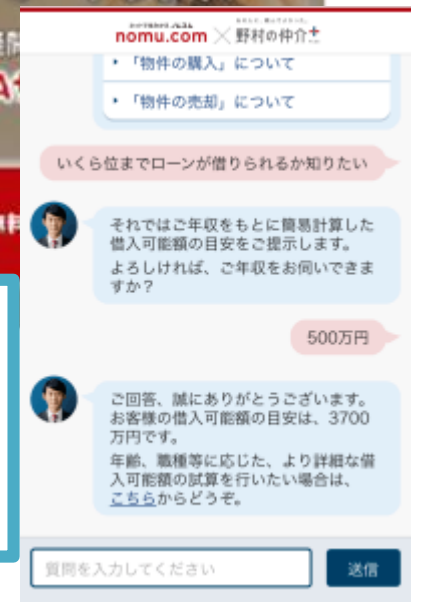 nomu.com × 野村の仲介+
・「物件の購入」について
・「物件の売却」について
いくら位までローンが借りられるか知りたい
それではご年収をもとに簡易計算した
借入可能額の目安をご提示します。
よろしければ、ご年収をお伺いできま
すか？
500万円
ご回答、誠にありがとうございます。
お客様の借入可能額の目安は、3700
万円です。
年齢、職種等に応じた、より詳細な借
入可能額の試算を行いたい場合は、
こちらからどうぞ。
質問を入力してください
送信